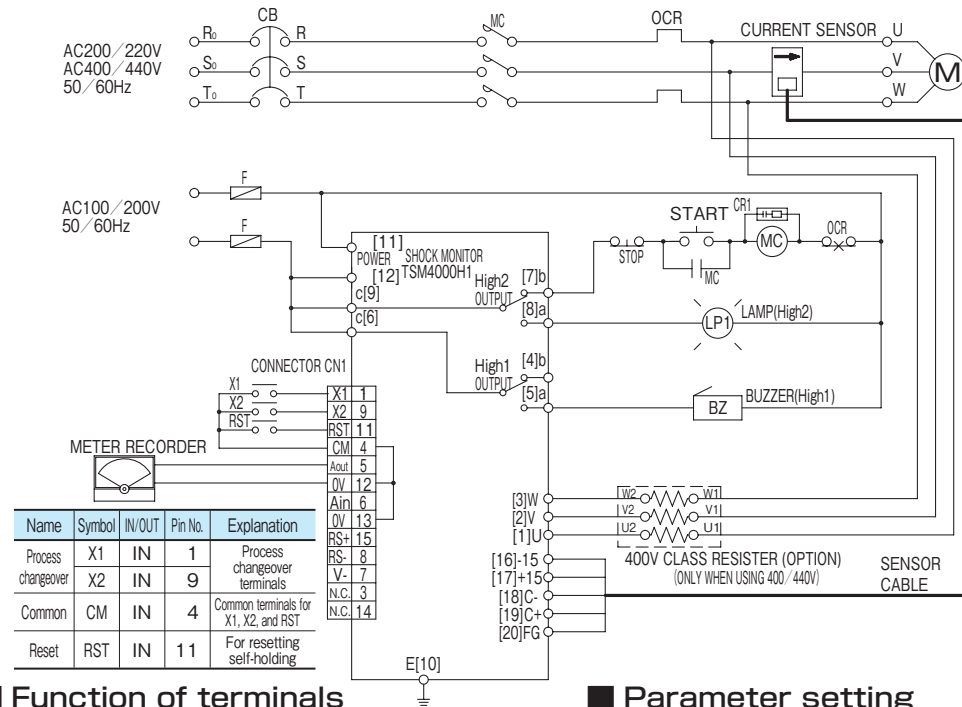 CB
MC
OCR
CURRENT SENSOR
U
V
W
M
AC200/220V
AC400/440V
50/60Hz
R0
R
S0
S
T0
T
AC100/200V
50/60Hz
F
F
[11]
POWER
[12]
SHOCK MONITOR
TSM4000H1
c[9]
c[6]
High2
OUTPUT
[7]b
[8]a
High1
OUTPUT
[4]b
[5]a
STOP
START
MC
CR1
MC
OCR
LP1
LAMP(High2)
BZ
BUZZER(High1)
CONNECTOR CN1
X1
X2
RST
X1 1
X2 9
RST 11
CM 4
Aout 5
0V 12
Ain 6
0V 13
RS+ 15
RS- 8
V- 7
N.C. 3
N.C. 14
METER RECORDER
[3]W
[2]V
[1]U
W2 W1
V2 V1
U2 U1
400V CLASS RESISTER (OPTION)
(ONLY WHEN USING 400/440V)
[16]-15
[17]+15
[18]C-
[19]C+
[20]FG
SENSOR
CABLE
E[10]
Name Symbol IN/OUT Pin No. Explanation
Process
changeover
X1 IN 1
X2 IN 9
Process
changeover
terminals
Common CM IN 4 Common terminals for
X1, X2, and RST
Reset RST IN 11 For resetting
self-holding
■ Function of terminals
■ Parameter setting